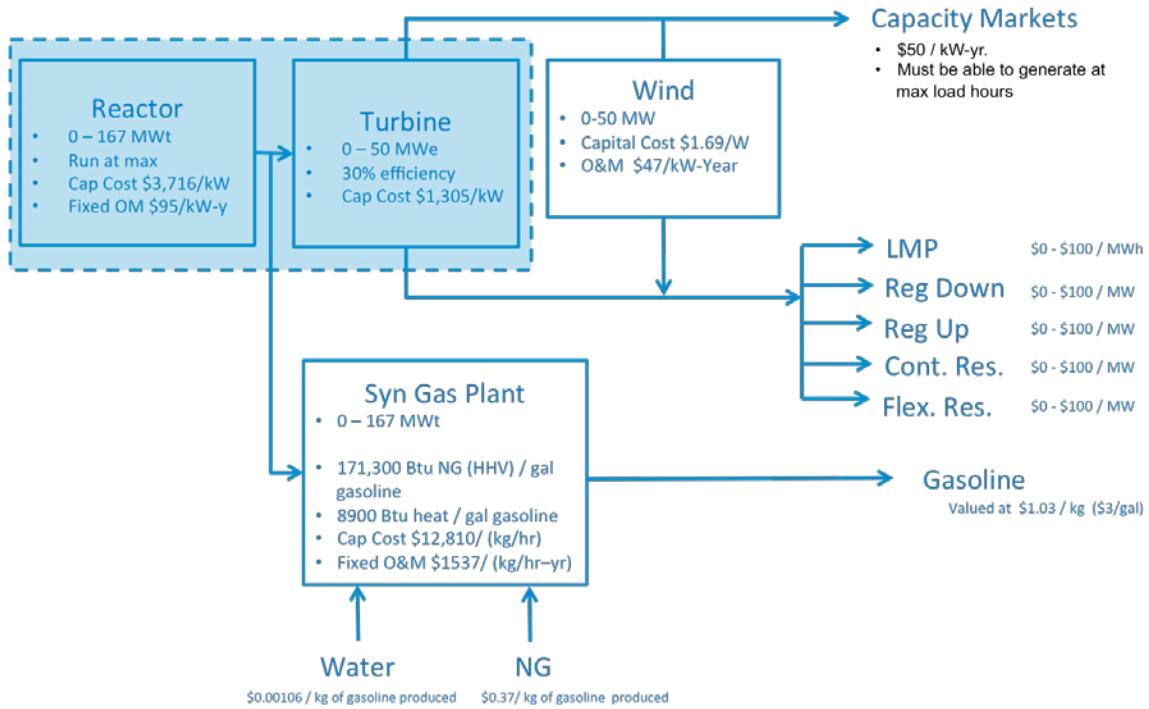 Capacity Markets
• $50 / kW-yr.
• Must be able to generate at
max load hours
Reactor
• 0 – 167 MWt
• Run at max
• Cap Cost $3,716/kW
• Fixed OM $95/kW-y
Turbine
• 0 – 50 MWe
• 30% efficiency
• Cap Cost $1,305/kW
Wind
• 0-50 MW
• Capital Cost $1.69/W
• O&M $47/kW-Year
LMP $0 - $100 / MWh
Reg Down $0 - $100 / MW
Reg Up $0 - $100 / MW
Cont. Res. $0 - $100 / MW
Flex. Res. $0 - $100 / MW
Syn Gas Plant
• 0 – 167 MWt
• 171,300 Btu NG (HHV) / gal
gasoline
• 8900 Btu heat / gal gasoline
• Cap Cost $12,810/ (kg/hr)
• Fixed O&M $1537/ (kg/hr–yr)
Gasoline
Valued at $1.03 / kg ($3/gal)
Water
$0.00106 / kg of gasoline produced
NG
$0.37/ kg of gasoline produced